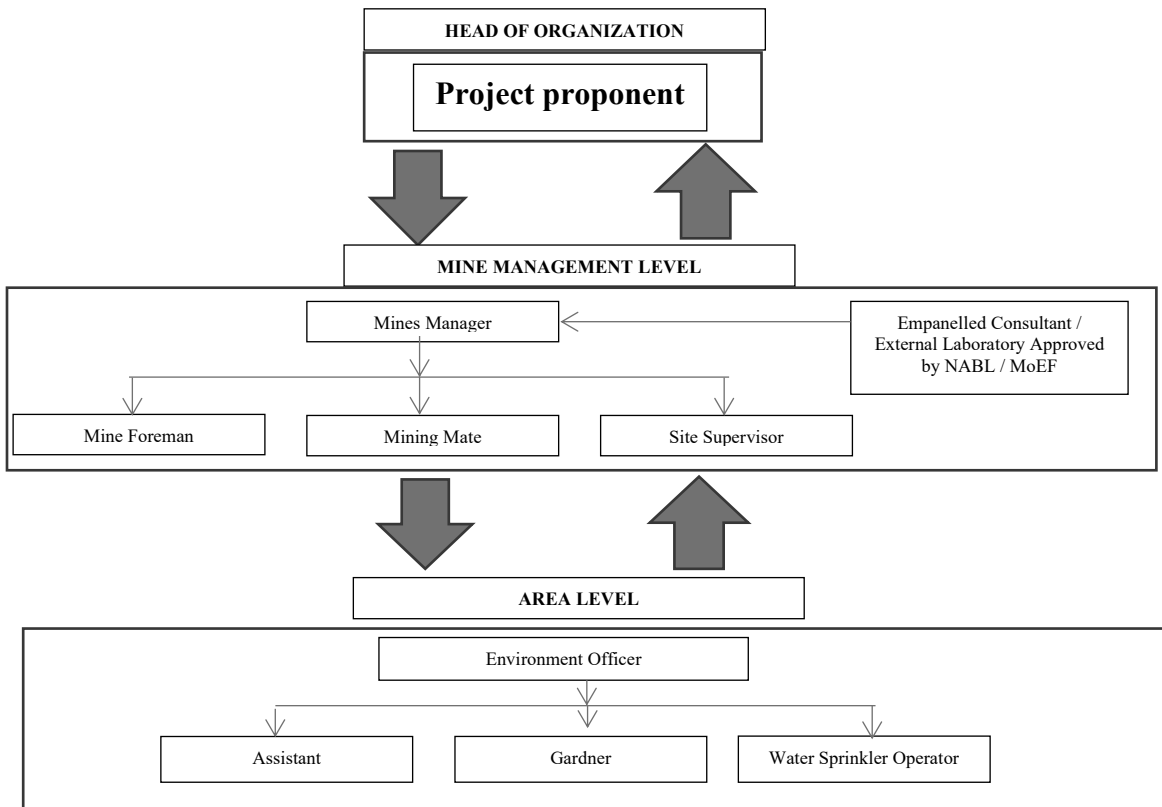 HEAD OF ORGANIZATION
Project proponent
MINE MANAGEMENT LEVEL
Mines Manager
Empanelled Consultant /
External Laboratory Approved
by NABL / MoEF
Mine Foreman
Mining Mate
Site Supervisor
AREA LEVEL
Environment Officer
Assistant
Gardner
Water Sprinkler Operator